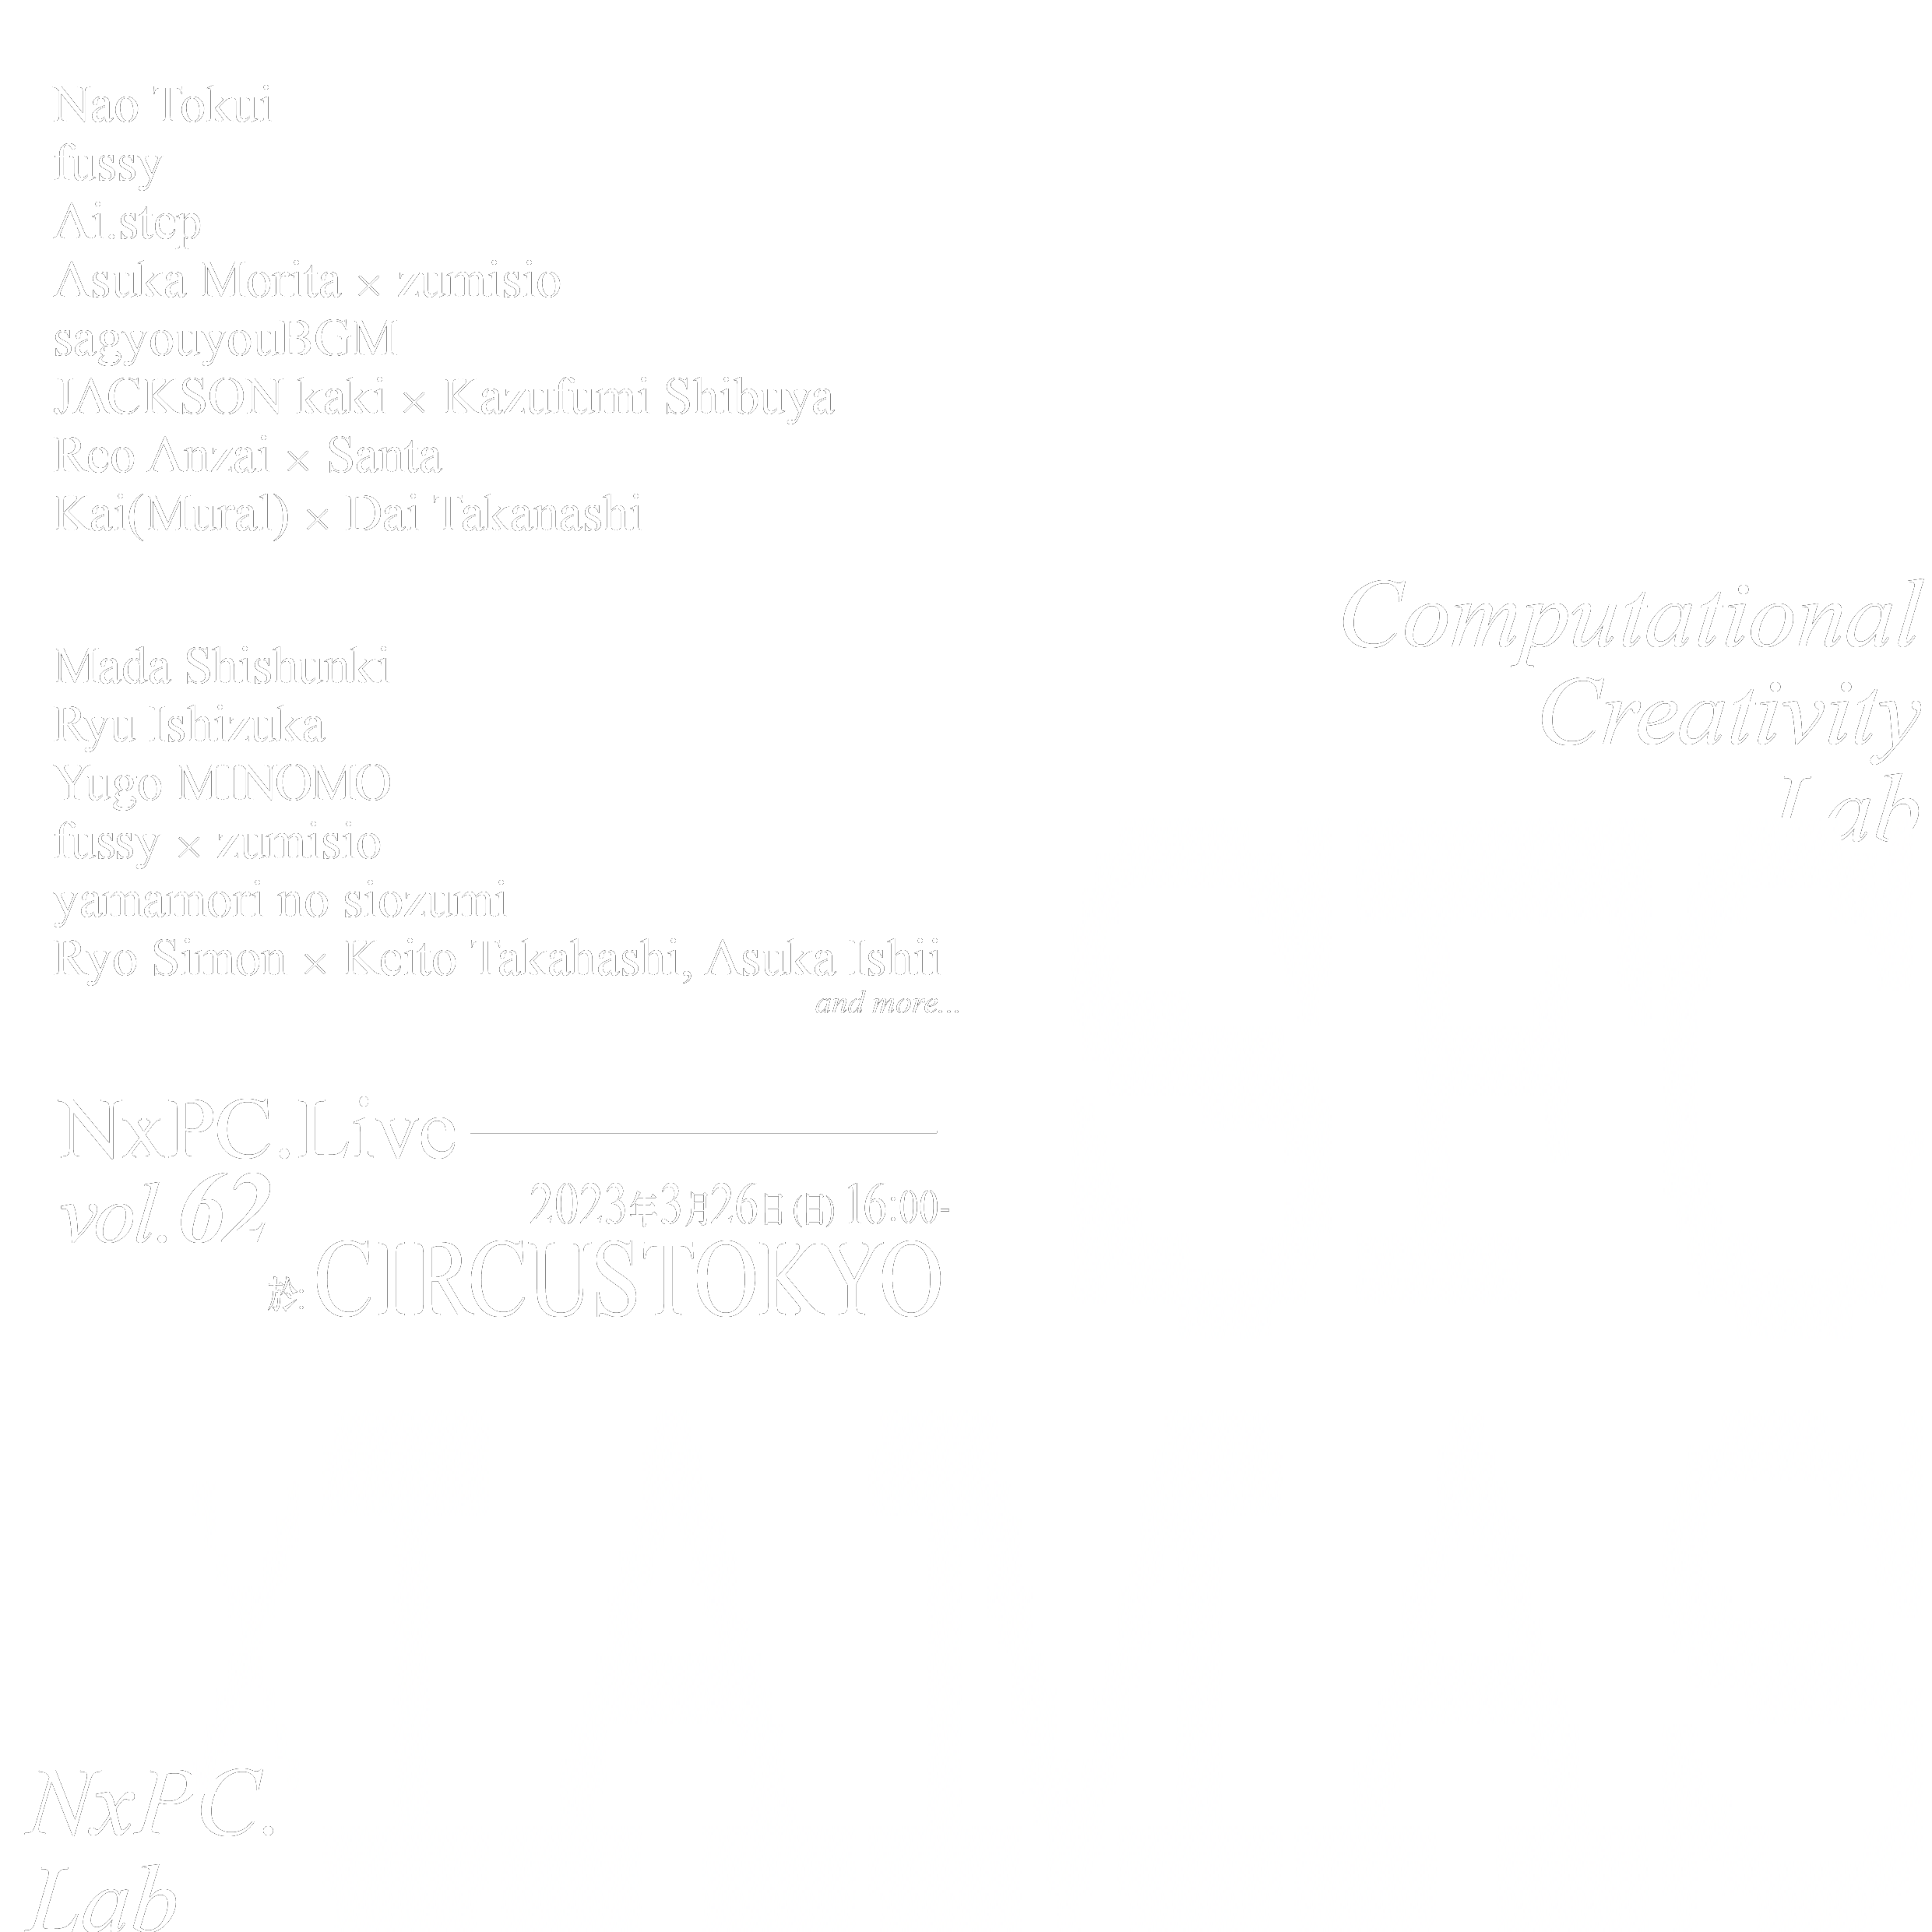 Nao Tokui
fussy
Ai.step
Asuka Morita × zumisio
sagyouyouBGM
JACKSON kaki × Kazufumi Shibuya
Reo Anzai × Santa
Kai(Mural) × Dai Takanashi
Mada Shishunki
Ryu Ishizuka
Yugo MINOMO
fussy × zumisio
yamamori no siozumi
Ryo Simon × Keito Takahashi, Asuka Ishii
and more...
Computational
Creativity
Lab
NxPC.Live
vol.62
2023年3月26日(日) 16:00-
於: CIRCUSTOKYO
NxPC.
Lab